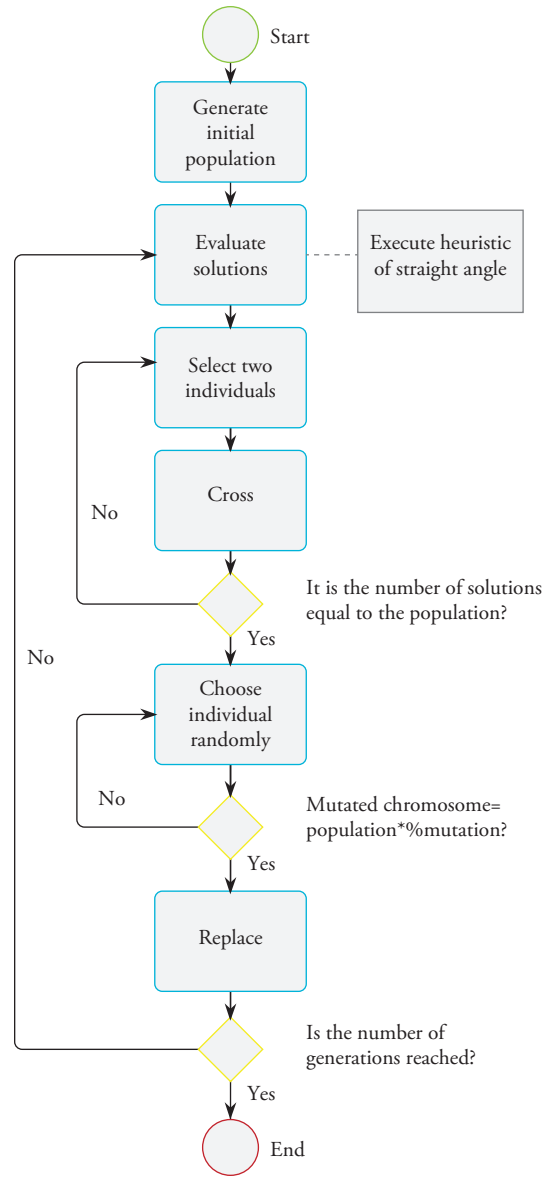 Start
Generate
initial
population
Evaluate
solutions
Execute heuristic
of straight angle
Select two
individuals
Cross
No
It is the number of solutions
equal to the population?
Yes
No
Choose
individual
randomly
No
Mutated chromosome=
population*%mutation?
Yes
Replace
Is the number of
generations reached?
Yes
End